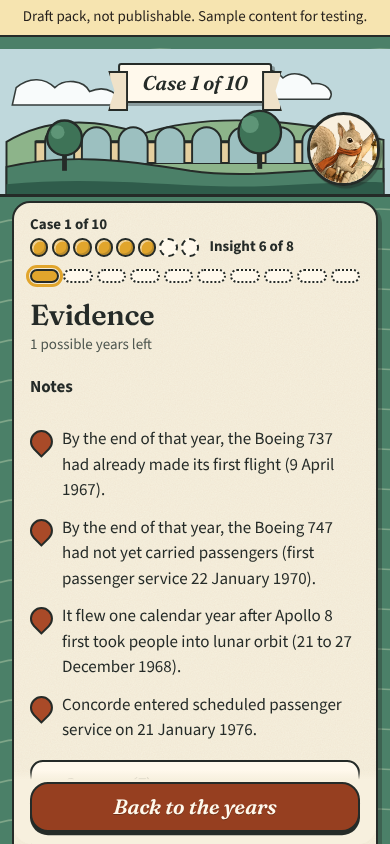 Draft pack, not publishable. Sample content for testing.
Case 1 of 10
Case 1 of 10
Insight 6 of 8
Evidence
1 possible years left
Notes
By the end of that year, the Boeing 737
had already made its first flight (9 April
1967).
By the end of that year, the Boeing 747
had not yet carried passengers (first
passenger service 22 January 1970).
It flew one calendar year after Apollo 8
first took people into lunar orbit (21 to 27
December 1968).
Concorde entered scheduled passenger
service on 21 January 1976.
Back to the years